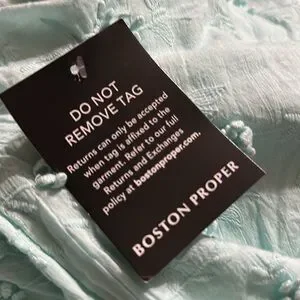 DO NOT
REMOVE TAG
Returns can only be accepted
when tag is affixed to the
garment. Refer to our full
Returns and Exchanges
policy at bostonproper.com.
BOSTON PROPER